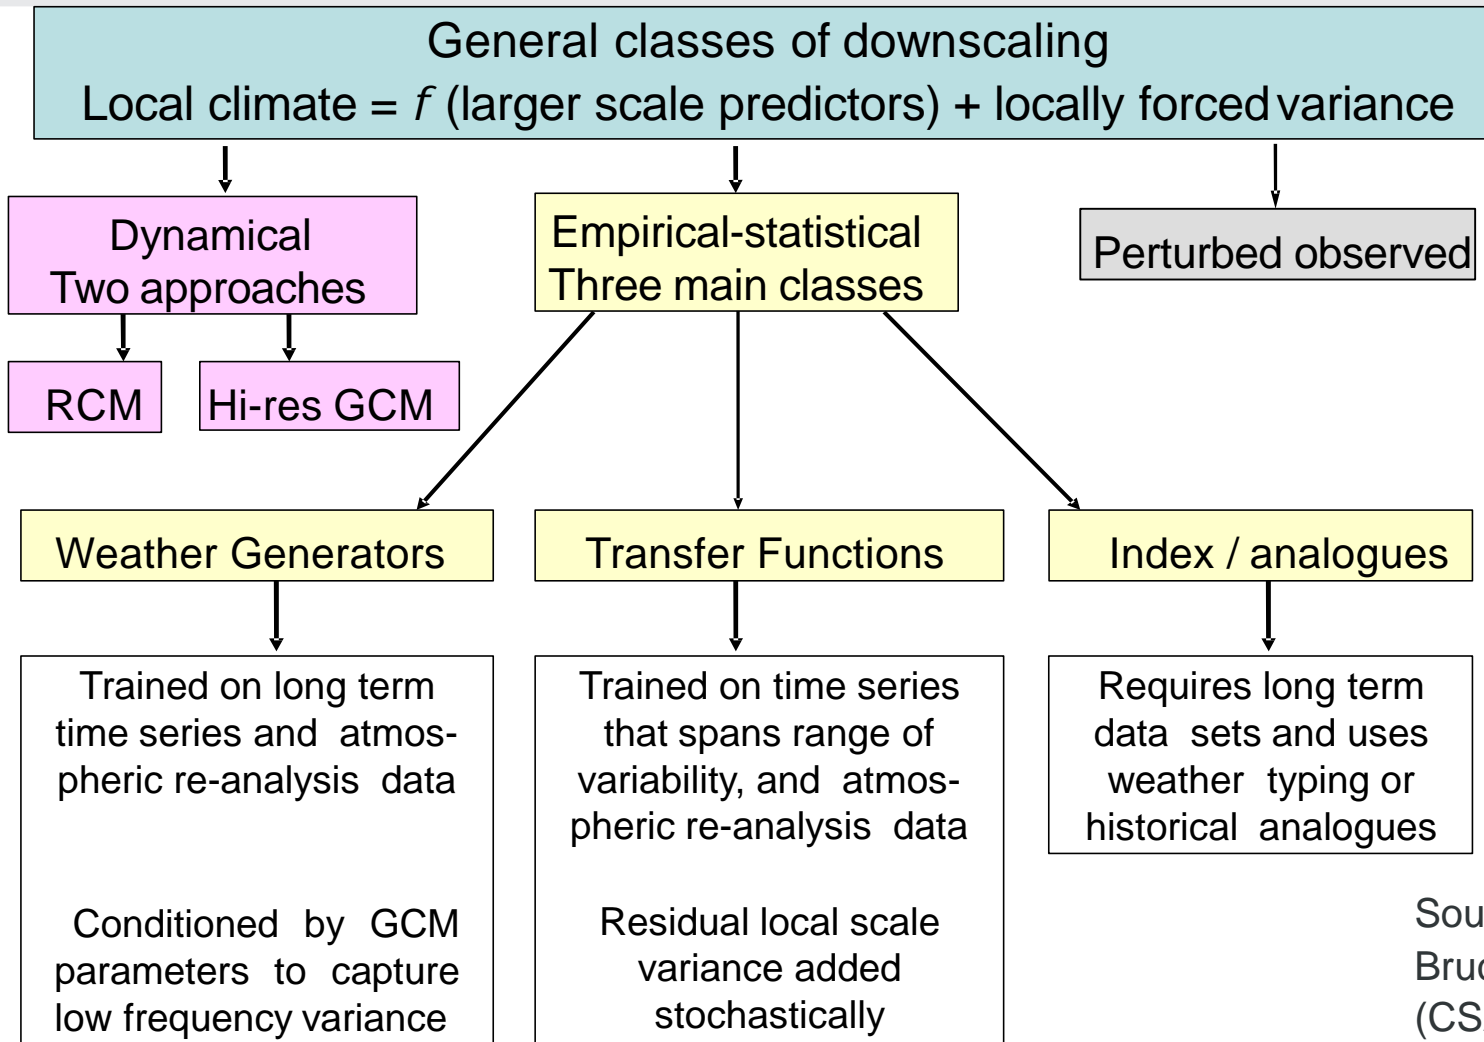 General classes of downscaling
Local climate = f (larger scale predictors) + locally forced variance
Dynamical
Two approaches
Empirical-statistical
Three main classes
Perturbed observed
RCM
Hi-res GCM
Weather Generators
Transfer Functions
Index / analogues
Trained on long term
time series and atmos-
pheric re-analysis data
Conditioned by GCM
parameters to capture
low frequency variance
Trained on time series
that spans range of
variability, and atmos-
pheric re-analysis data
Residual local scale
variance added
stochastically
Requires long term
data sets and uses
weather typing or
historical analogues